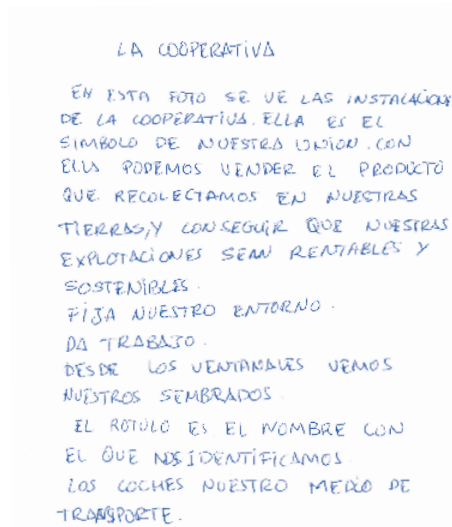 LA COOPERATIVA
EN ESTA FOTO SE VE LAS INSTALACIONES
DE LA COOPERATIVA. ELLA ES EL
SIMBOLO DE NUESTRA UNION. CON
ELLA PODEMOS VENDER EL PRODUCTO
QUE RECOLECTAMOS EN NUESTRAS
TIERRAS, Y CONSEGUIR QUE NUESTRAS
EXPLOTACIONES SEAN RENTABLES Y
SOSTENIBLES.
FIJA NUESTRO ENTORNO.
DA TRABAJO.
DESDE LOS VENTANALES VEMOS
NUESTROS SEMBRADOS.
EL ROTULO ES EL NOMBRE CON
EL QUE NOS IDENTIFICAMOS.
LOS COCHES NUESTRO MEDIO DE
TRANSPORTE.